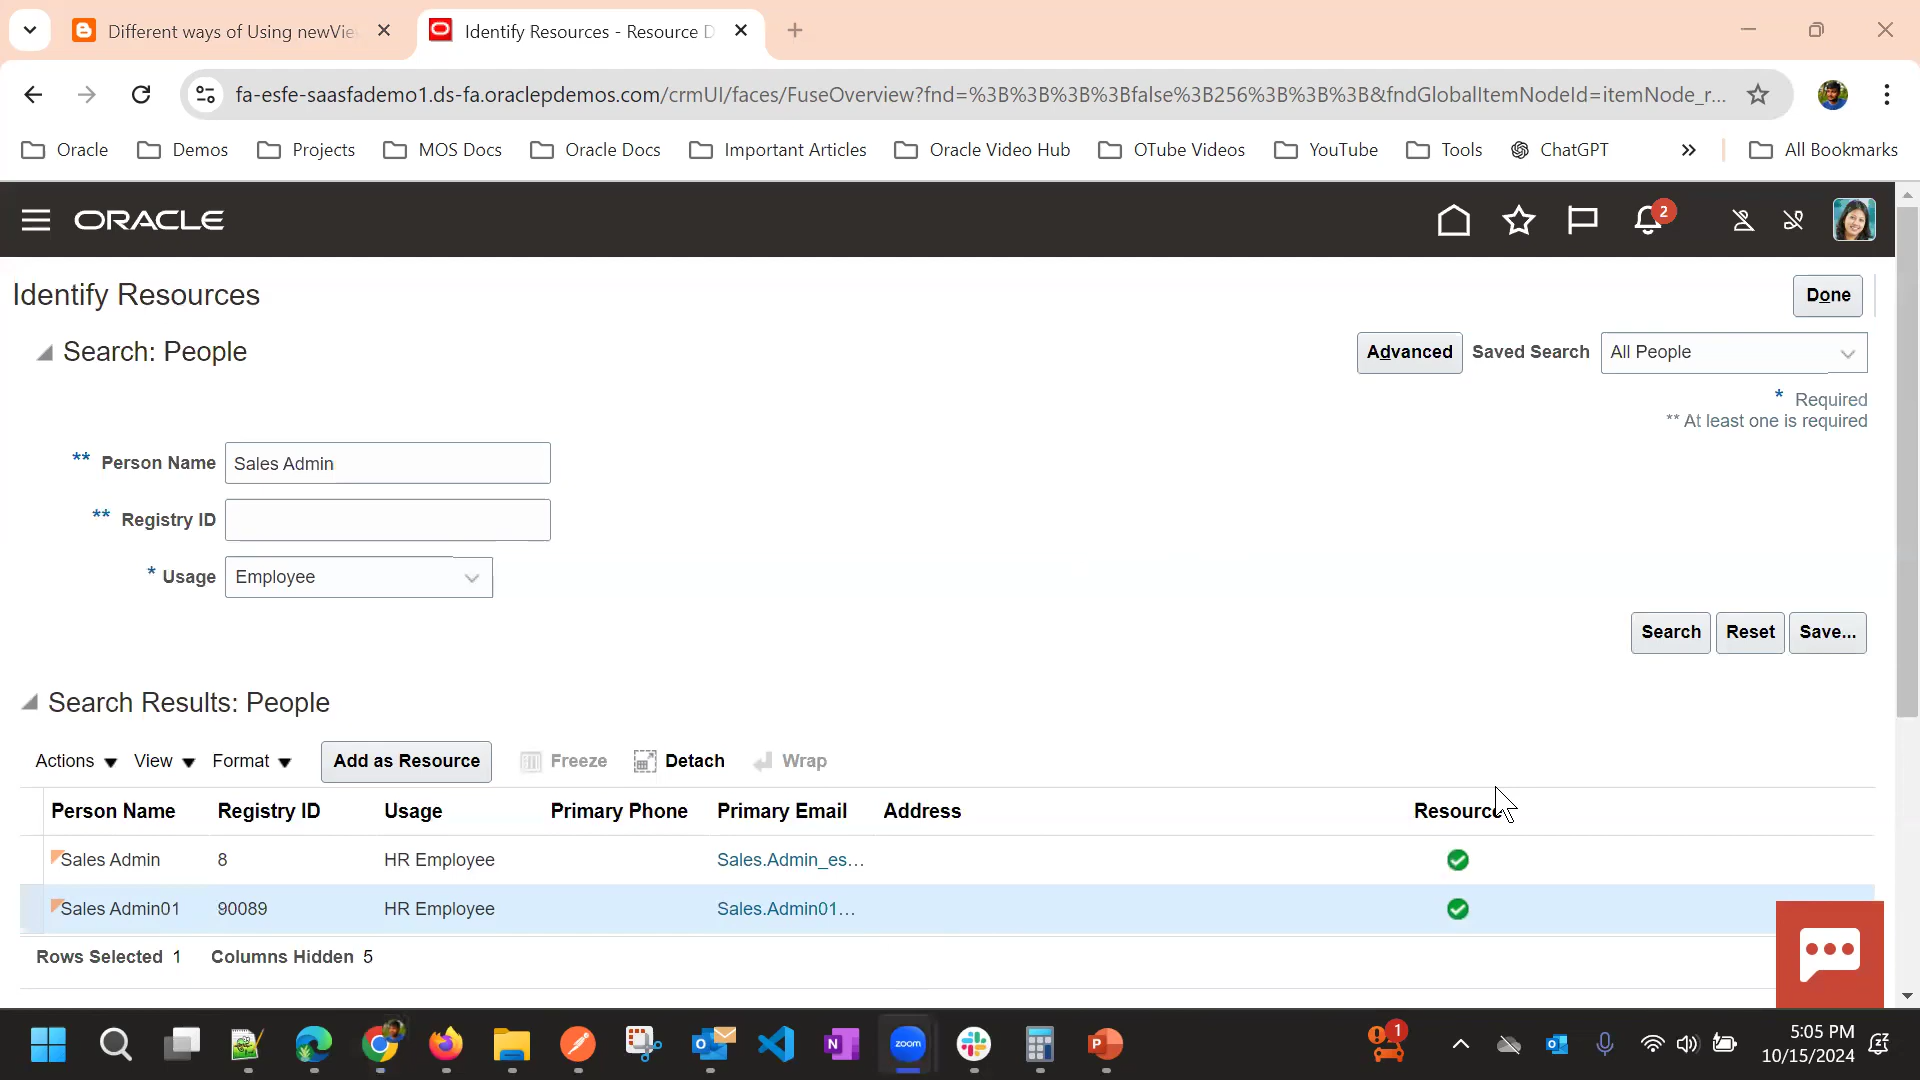 Different ways of Using newVie
Identify Resources - Resource D
fa-esfe-saasfademo1.ds-fa.oraclepdemos.com/crmUI/faces/FuseOverview?fnd=%3B%3B%3B%3Bfalse%3B256%3B%3B%3B&fndGlobalItemNodeId=itemNode_r...
Oracle Demos Projects MOS Docs Oracle Docs Important Articles Oracle Video Hub OTube Videos YouTube Tools ChatGPT » All Bookmarks
ORACLE 2
Identify Resources Done
Search: People Advanced Saved Search All People
* Required
** At least one is required
** Person Name Sales Admin
** Registry ID
* Usage Employee
Search Reset Save...
Search Results: People
Actions View Format Add as Resource Freeze Detach Wrap
Person Name Registry ID Usage Primary Phone Primary Email Address Resource
Sales Admin 8 HR Employee Sales.Admin_es...
Sales Admin01 90089 HR Employee Sales.Admin01...
Rows Selected 1 Columns Hidden 5
zoom 1 5:05 PM
10/15/2024